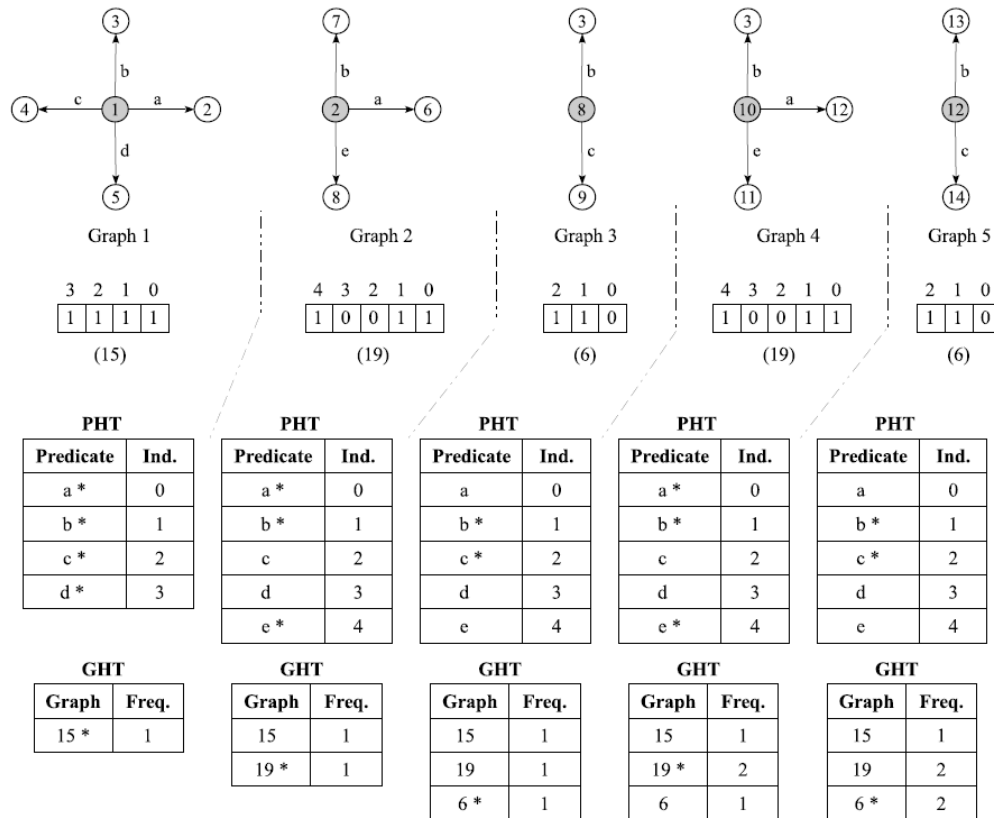 3 7 3 3 13
b b b b b
4 c 1 a 2 2 a 6 8 10 a 12 12
d e c e c
5 8 9 11 14
Graph 1 Graph 2 Graph 3 Graph 4 Graph 5
3 2 1 0 4 3 2 1 0 2 1 0 4 3 2 1 0 2 1 0
1 1 1 1 1 0 0 1 1 1 1 0 1 0 0 1 1 1 1 0
(15) (19) (6) (19) (6)
PHT PHT PHT PHT PHT
Predicate Ind. Predicate Ind. Predicate Ind. Predicate Ind. Predicate Ind.
a * 0 a * 0 a 0 a * 0 a 0
b * 1 b * 1 b * 1 b * 1 b * 1
c * 2 c 2 c * 2 c 2 c * 2
d * 3 d 3 d 3 d 3 d 3
e * 4 e 4 e * 4 e 4
GHT GHT GHT GHT GHT
Graph Freq. Graph Freq. Graph Freq. Graph Freq. Graph Freq.
15 * 1 15 1 15 1 15 1 15 1
19 * 1 19 1 19 * 2 19 2
6 * 1 6 1 6 * 2